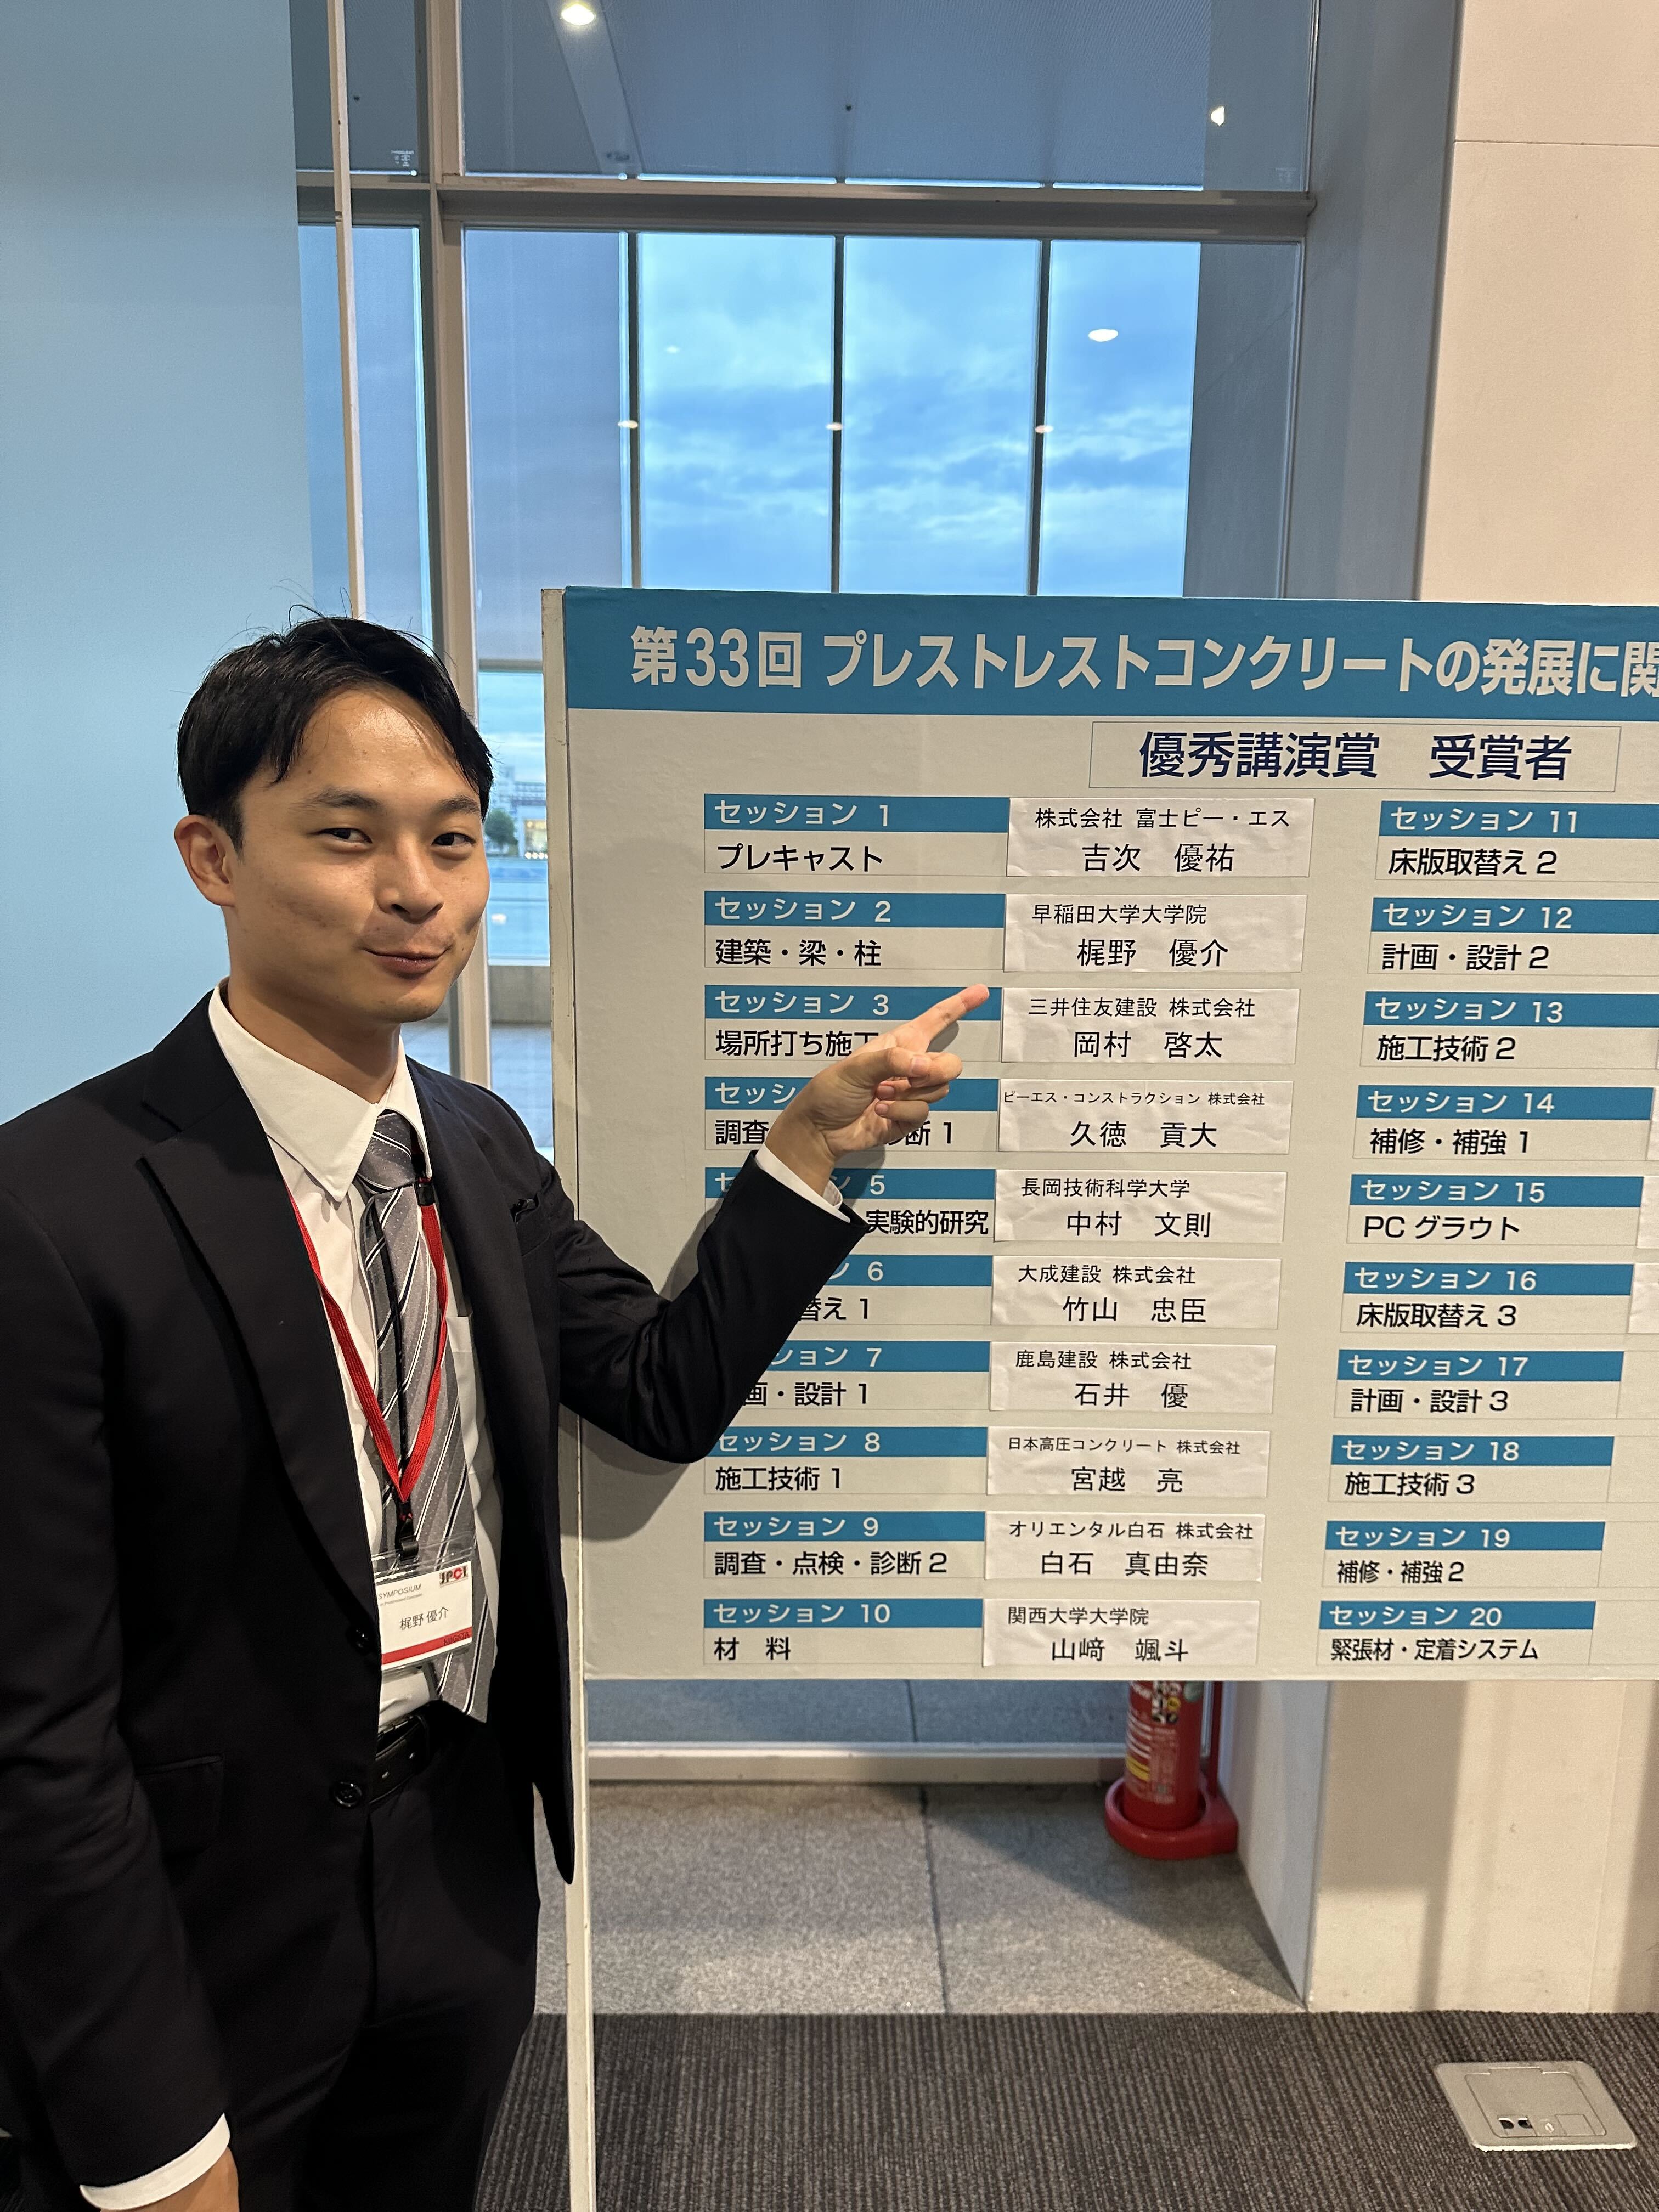 第33回 プレストレストコンクリートの発展に関
優秀講演賞 受賞者
セッション 1
プレキャスト
株式会社 富士ピー・エス
吉次 優祐
セッション 2
建築・梁・柱
早稲田大学大学院
梶野 優介
セッション 3
場所打ち施工
三井住友建設 株式会社
岡村 啓太
セッ
調査・ 診断 1
ピーエス・コンストラクション 株式会社
久徳 貢大
セ ン 5
実験的研究
長岡技術科学大学
中村 文則
ン 6
替え 1
大成建設 株式会社
竹山 忠臣
ション 7
画・設計 1
鹿島建設 株式会社
石井 優
セッション 8
施工技術 1
日本高圧コンクリート 株式会社
宮越 亮
セッション 9
調査・点検・診断 2
オリエンタル白石 株式会社
白石 真由奈
セッション 10
材 料
関西大学大学院
山﨑 颯斗
セッション 11
床版取替え 2
セッション 12
計画・設計 2
セッション 13
施工技術 2
セッション 14
補修・補強 1
セッション 15
PC グラウト
セッション 16
床版取替え 3
セッション 17
計画・設計 3
セッション 18
施工技術 3
セッション 19
補修・補強 2
セッション 20
緊張材・定着システム
JPCI
SYMPOSIUM
梶野 優介